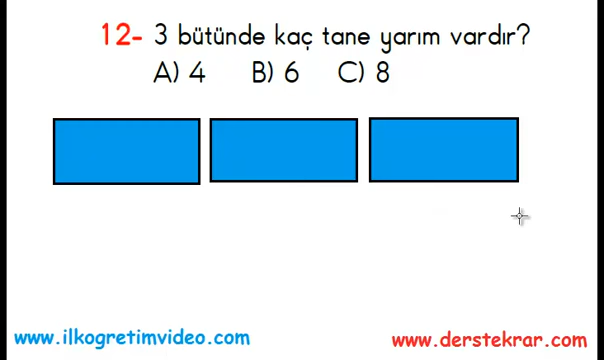 12- 3 bütünde kaç tane yarım vardır?
A) 4 B) 6 C) 8
www.ilkogretimvideo.com www.derstekrar.com